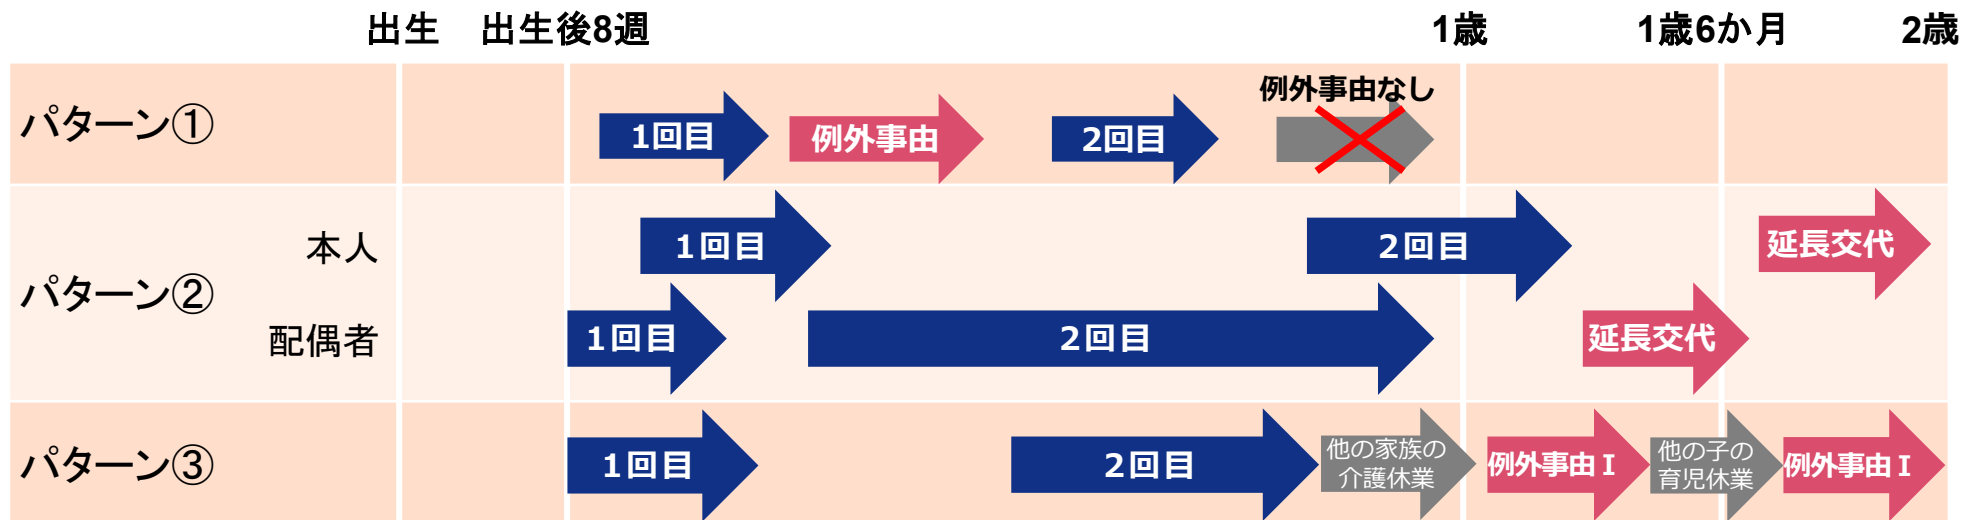 出生 出生後8週 1歳 1歳6か月 2歳
例外事由なし
パターン① 1回目 例外事由 2回目
本人 1回目 2回目 延長交代
パターン②
配偶者 1回目 2回目 延長交代
パターン③ 1回目 2回目 他の家族の
介護休業 例外事由Ⅰ 他の子の
育児休業 例外事由Ⅰ